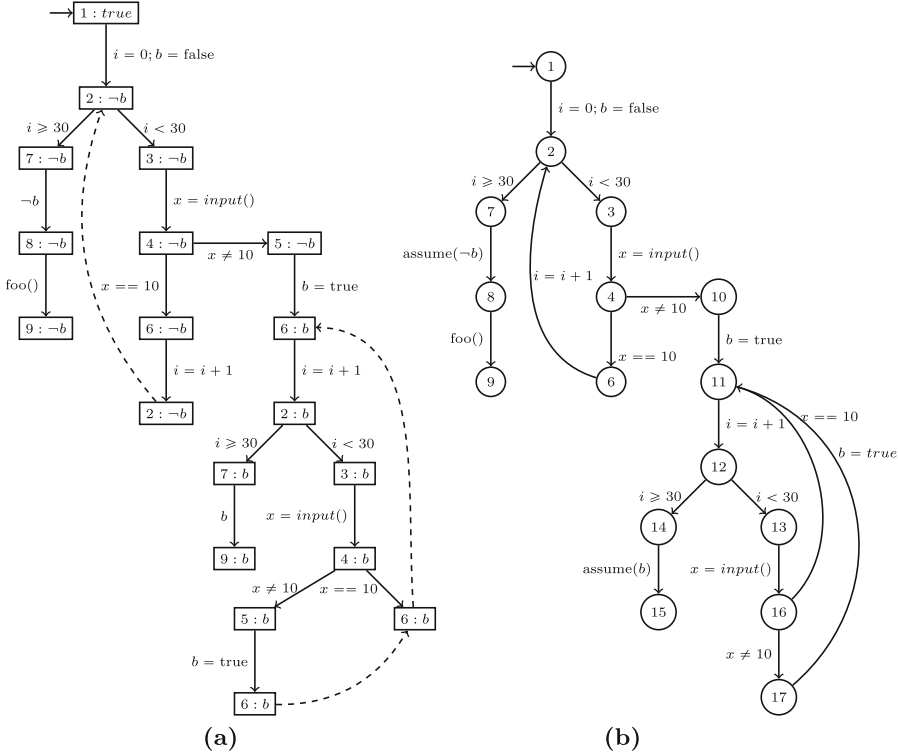 1 : true
i = 0; b = false
2 : ¬b
i ⩾ 30
i < 30
7 : ¬b
3 : ¬b
¬b
x = input()
8 : ¬b
4 : ¬b
x ≠ 10
5 : ¬b
foo()
x == 10
b = true
9 : ¬b
6 : ¬b
6 : b
i = i + 1
i = i + 1
2 : ¬b
2 : b
i ⩾ 30
i < 30
7 : b
3 : b
b
x = input()
9 : b
4 : b
x ≠ 10
x == 10
5 : b
6 : b
b = true
6 : b
(a)
1
i = 0; b = false
2
i ⩾ 30
i < 30
7
3
assume(¬b)
x = input()
i = i + 1
8
4
x ≠ 10
10
foo()
x == 10
b = true
9
6
11
i = i + 1
x == 10
b = true
12
i ⩾ 30
i < 30
14
13
assume(b)
x = input()
15
16
x ≠ 10
17
(b)